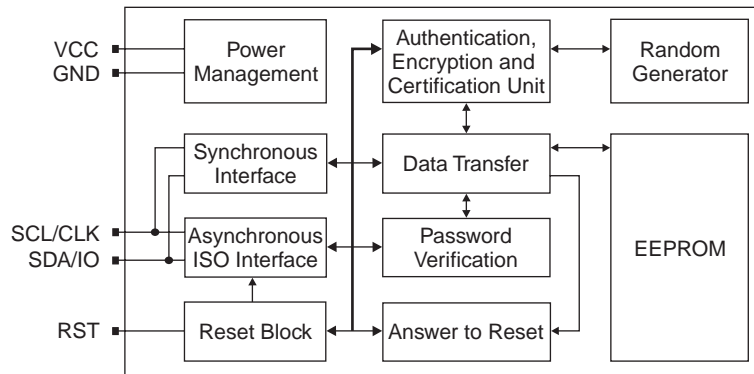 VCC
GND
Power
Management
Authentication,
Encryption and
Certification Unit
Random
Generator
Synchronous
Interface
Data Transfer
EEPROM
SCL/CLK
SDA/IO
Asynchronous
ISO Interface
Password
Verification
RST
Reset Block
Answer to Reset